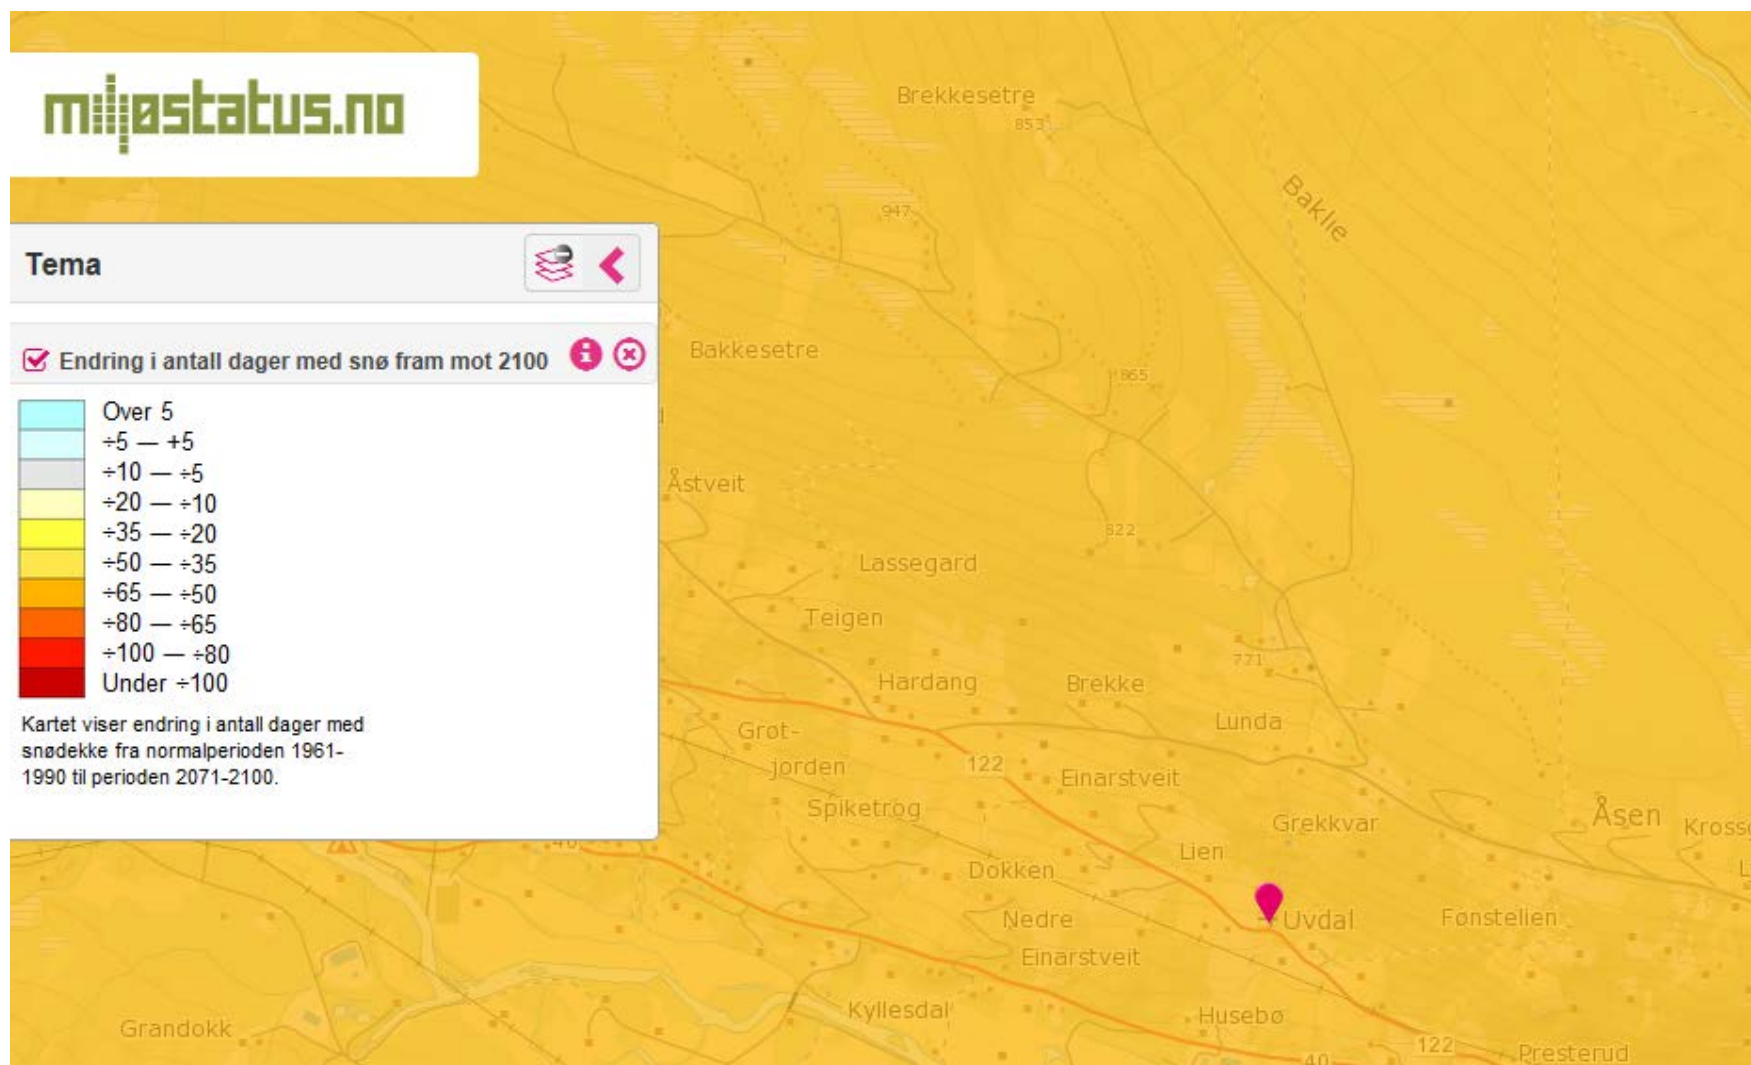 miljøstatus.no
Brekkesetre
853
Baklie
947
Tema
Endring i antall dager med snø fram mot 2100
Bakkesetre
865
Over 5
÷5 — +5
÷10 — ÷5
÷20 — ÷10
÷35 — ÷20
÷50 — ÷35
÷65 — ÷50
÷80 — ÷65
÷100 — ÷80
Under ÷100
Kartet viser endring i antall dager med
snødekke fra normalperioden 1961-
1990 til perioden 2071-2100.
Åstveit
822
Lassegard
Teigen
771
Hardang
Brekke
Lunda
Grøt-
jorden
122
Einarstveit
Spiketrog
Grekkvar
Åsen
40
Lien
Dokken
Nedre
Einarstveit
Uvdal
Fønstelien
Kyllesdal
Husebø
Grandokk
122
40
Presterud